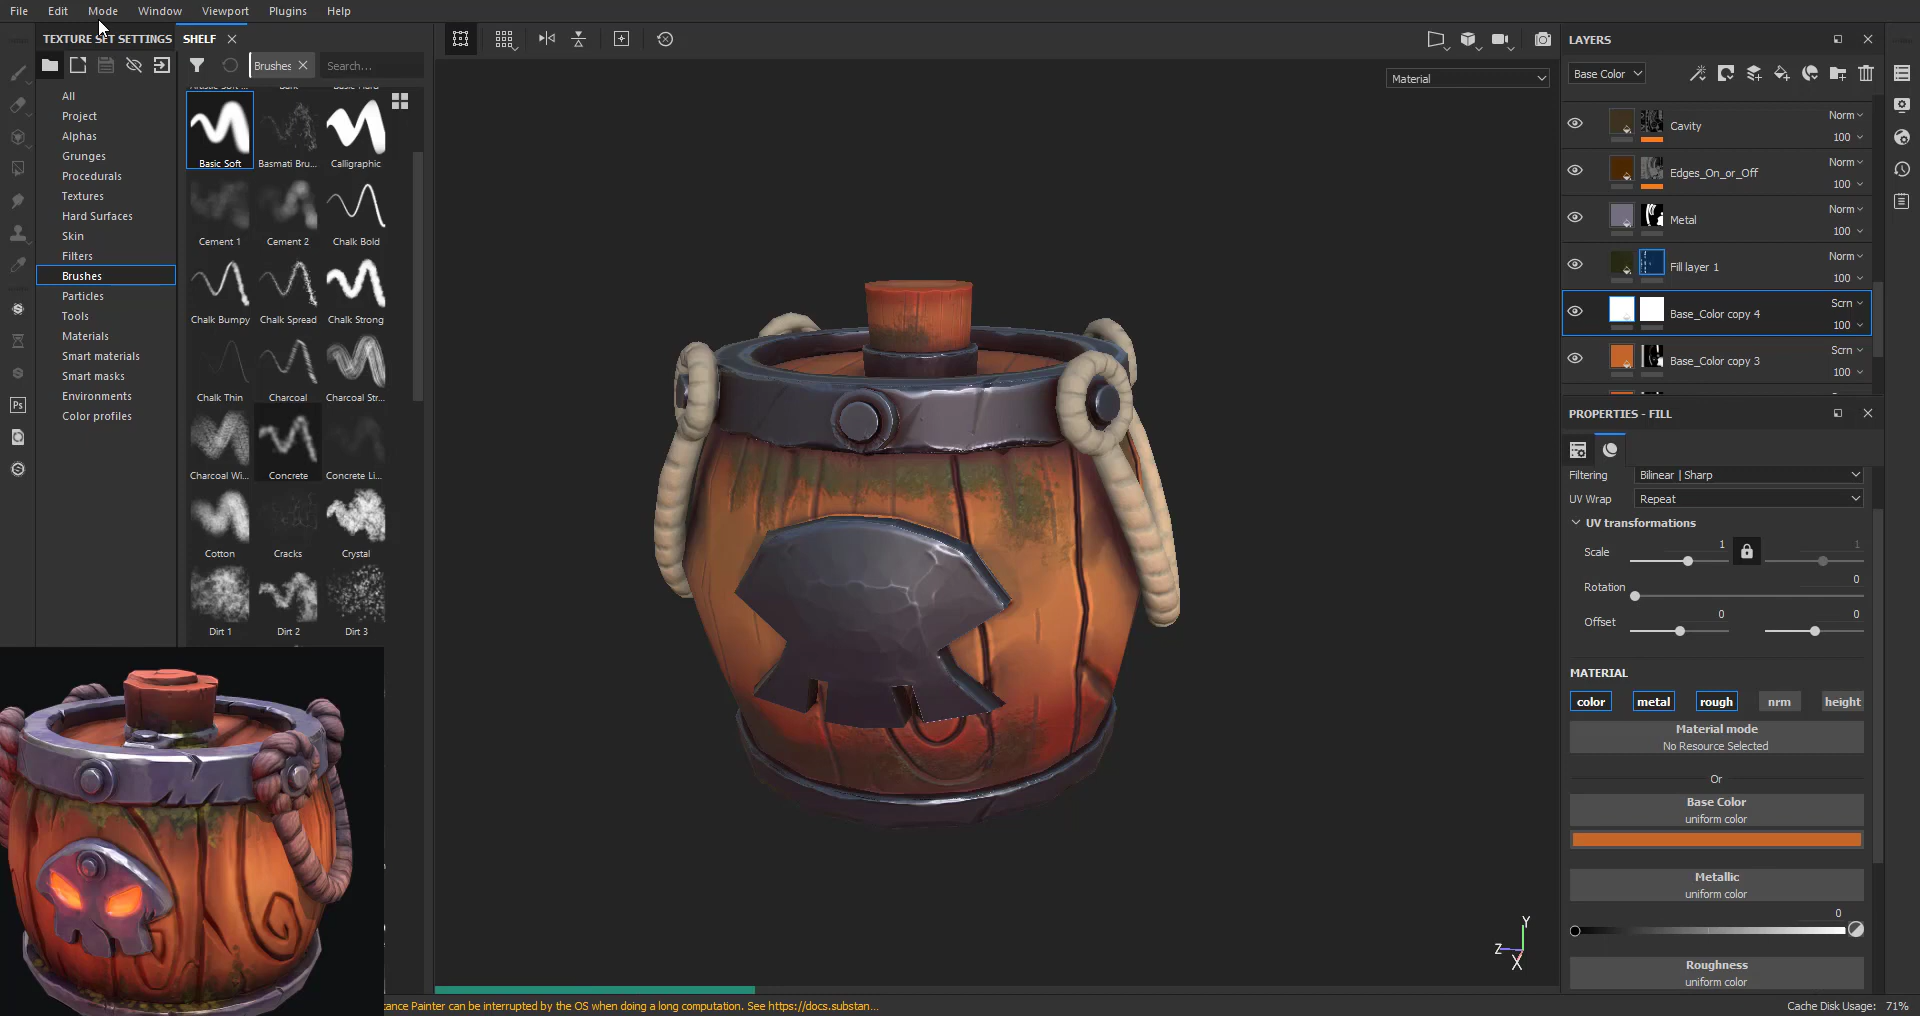 File Edit Mode Window Viewport Plugins Help
TEXTURE SET SETTINGS
SHELF
Brushes
Search...
All
Project
Alphas
Grunges
Procedurals
Textures
Hard Surfaces
Skin
Filters
Brushes
Particles
Tools
Materials
Smart materials
Smart masks
Environments
Color profiles
Basic Soft Basmati Bru... Calligraphic
Cement 1 Cement 2 Chalk Bold
Chalk Bumpy Chalk Spread Chalk Strong
Chalk Thin Charcoal Charcoal Str...
Charcoal Wi... Concrete Concrete Li...
Cotton Cracks Crystal
Dirt 1 Dirt 2 Dirt 3
Material
Y
Z
X
tance Painter can be interrupted by the OS when doing a long computation. See https://docs.substan...
LAYERS
Base Color
Cavity Norm 100
Edges_On_or_Off Norm 100
Metal Norm 100
Fill layer 1 Norm 100
Base_Color copy 4 Scrn 100
Base_Color copy 3 Scrn 100
PROPERTIES - FILL
Filtering Bilinear | Sharp
UV Wrap Repeat
UV transformations
Scale 1 1
Rotation 0
Offset 0 0
MATERIAL
color metal rough nrm height
Material mode
No Resource Selected
Or
Base Color
uniform color
Metallic
uniform color
0
Roughness
uniform color
Cache Disk Usage: 71%
Ps